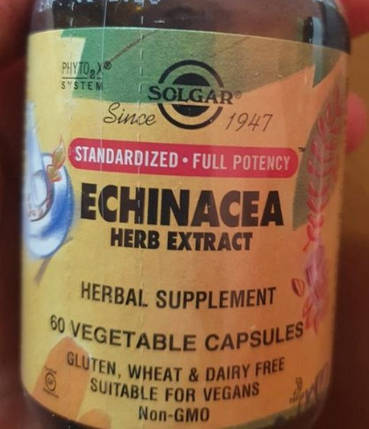 PHYTO2X®
SYSTEM
SOLGAR®
Since 1947
STANDARDIZED • FULL POTENCY™
ECHINACEA
HERB EXTRACT
HERBAL SUPPLEMENT
60 VEGETABLE CAPSULES
GLUTEN, WHEAT & DAIRY FREE
SUITABLE FOR VEGANS
Non-GMO